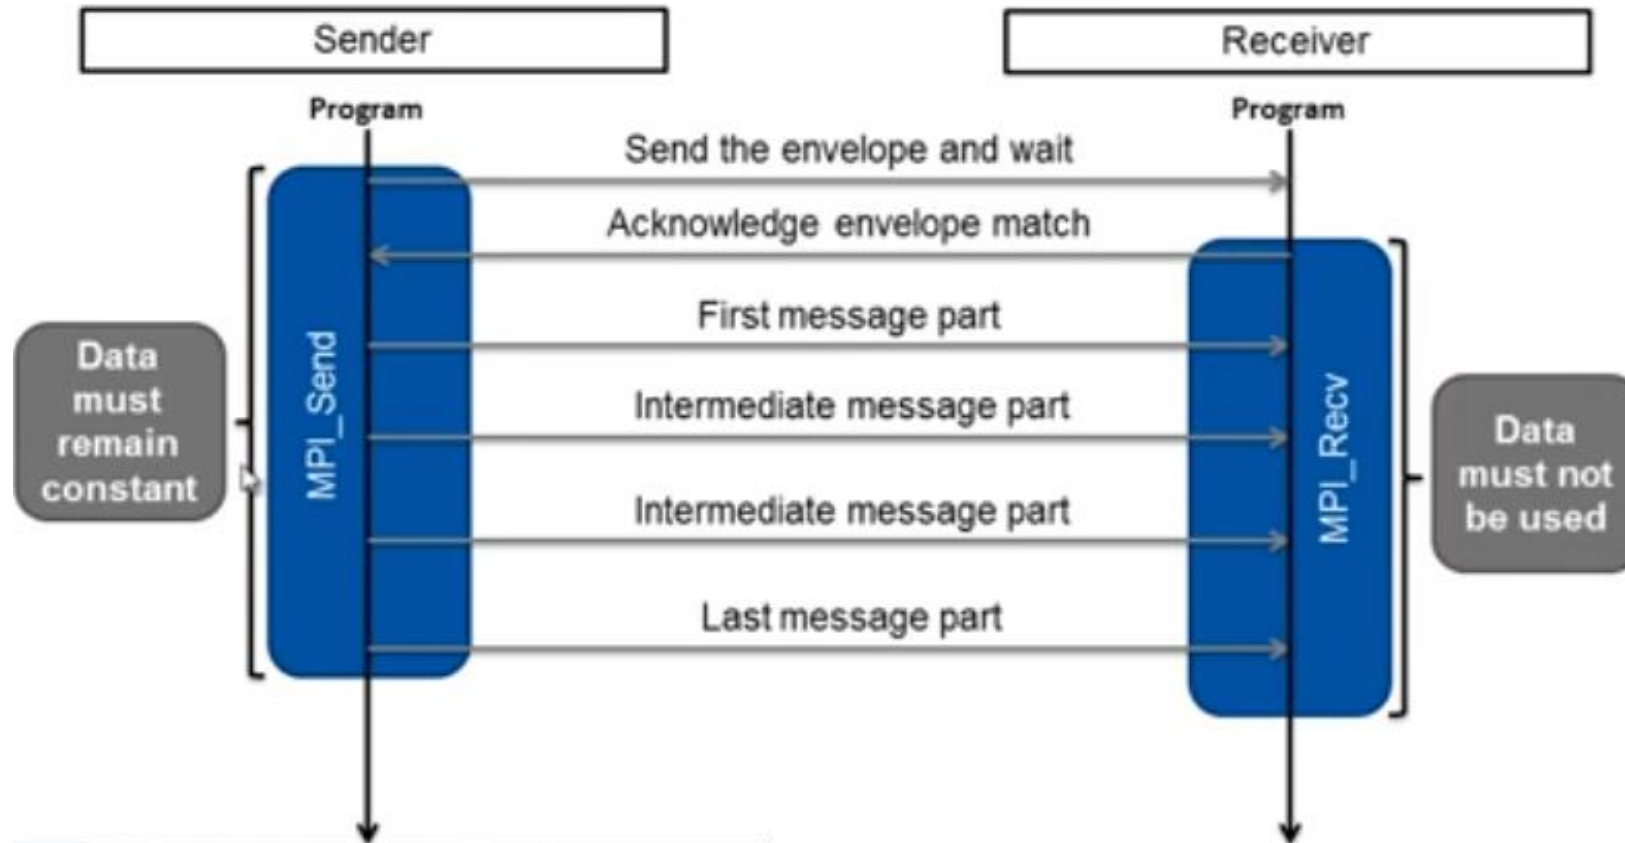 Sender
Receiver
Program
Program
Send the envelope and wait
Acknowledge envelope match
First message part
Intermediate message part
Intermediate message part
Last message part
MPI_Send
MPI_Recv
Data
must
remain
constant
Data
must not
be used